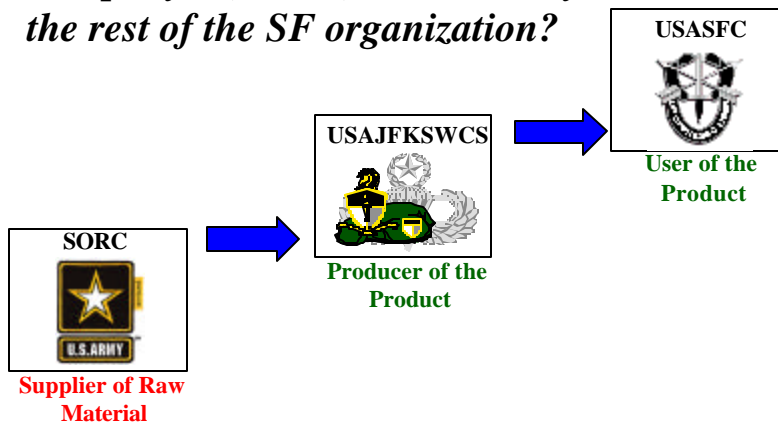 the rest of the SF organization?
USASFC
User of the
Product
USAJFKSWCS
Producer of the
Product
SORC
U.S.ARMY
Supplier of Raw
Material